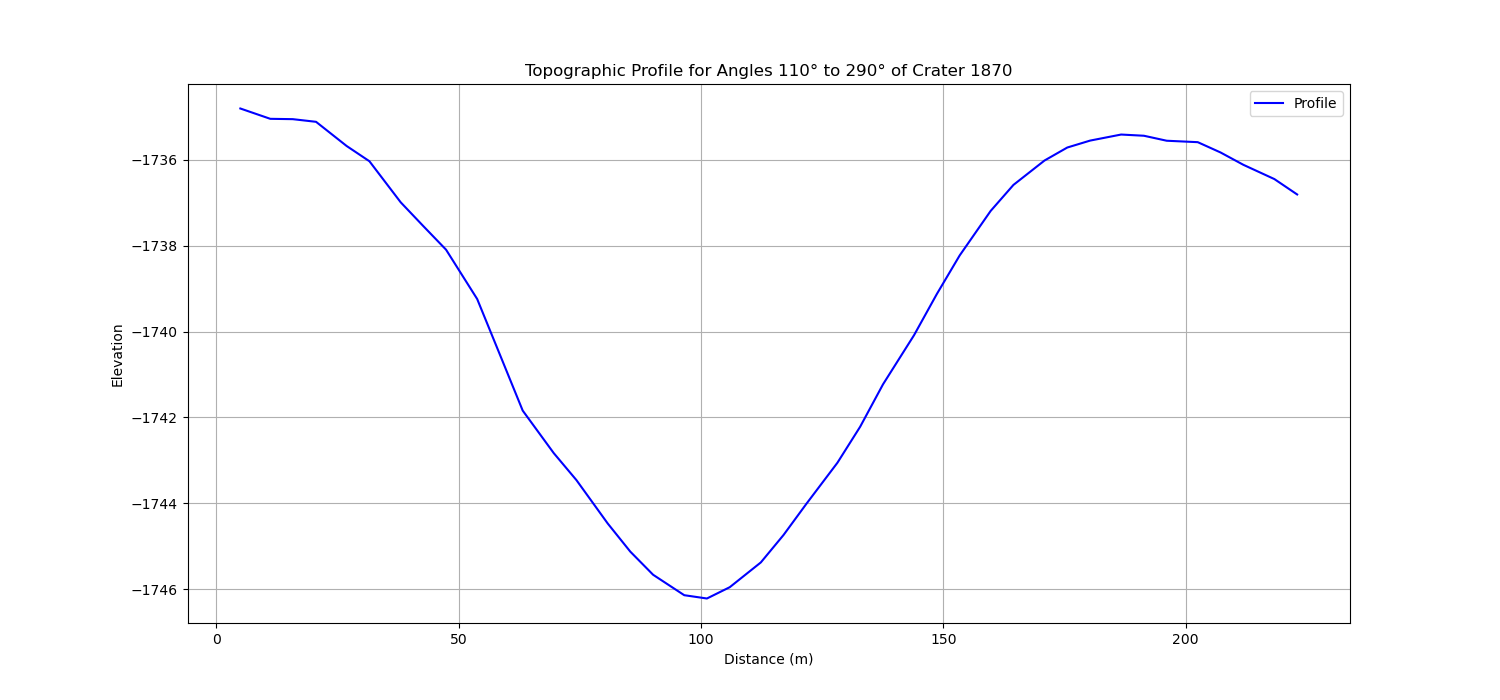 Topographic Profile for Angles 110° to 290° of Crater 1870
Profile
−1736
−1738
−1740
−1742
−1744
−1746
Elevation
0 50 100 150 200
Distance (m)